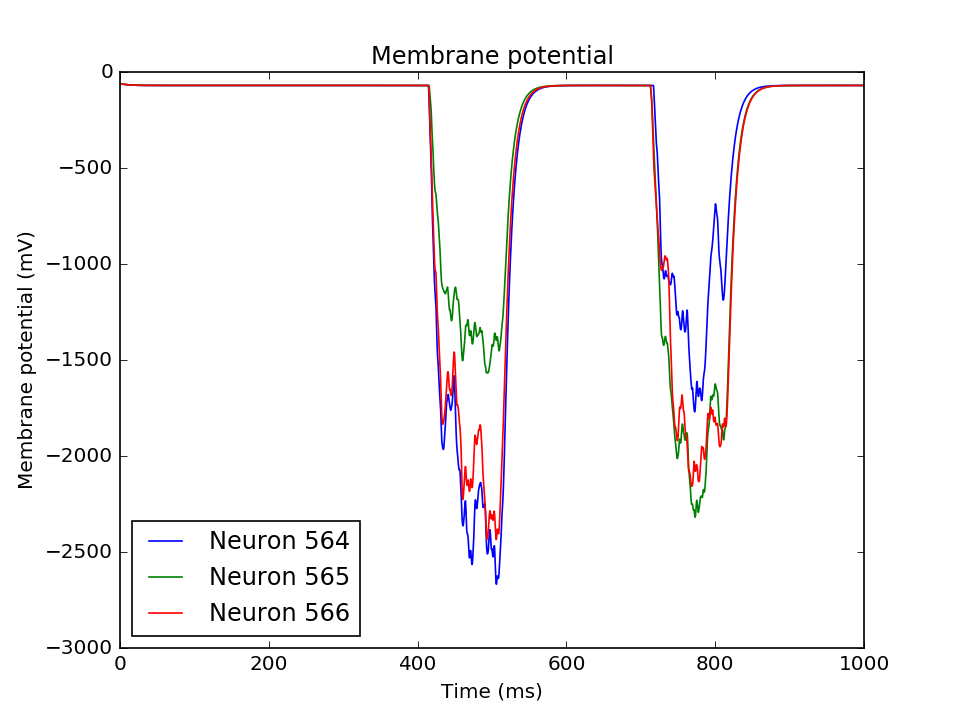 Membrane potential
Membrane potential (mV)
0
−500
−1000
−1500
−2000
−2500
−3000
Neuron 564
Neuron 565
Neuron 566
0 200 400 600 800 1000
Time (ms)